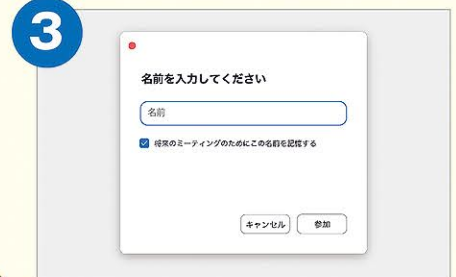 3
名前を入力してください
名前
将来のミーティングのためにこの名前を記憶する
キャンセル 参加